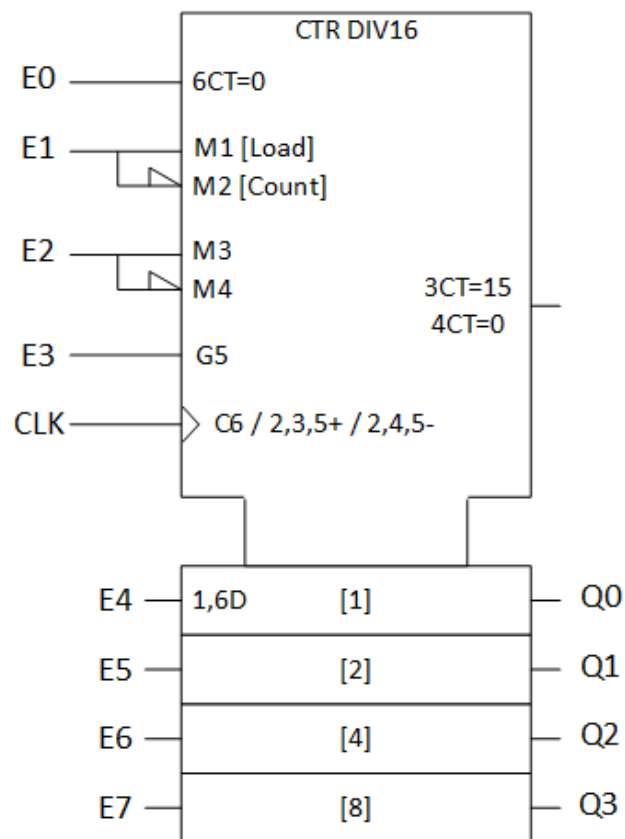 CTR DIV16
E0 6CT=0
E1 M1 [Load]
M2 [Count]
E2 M3
M4
3CT=15
4CT=0
E3 G5
CLK C6 / 2,3,5+ / 2,4,5-
E4 1,6D [1] Q0
E5 [2] Q1
E6 [4] Q2
E7 [8] Q3